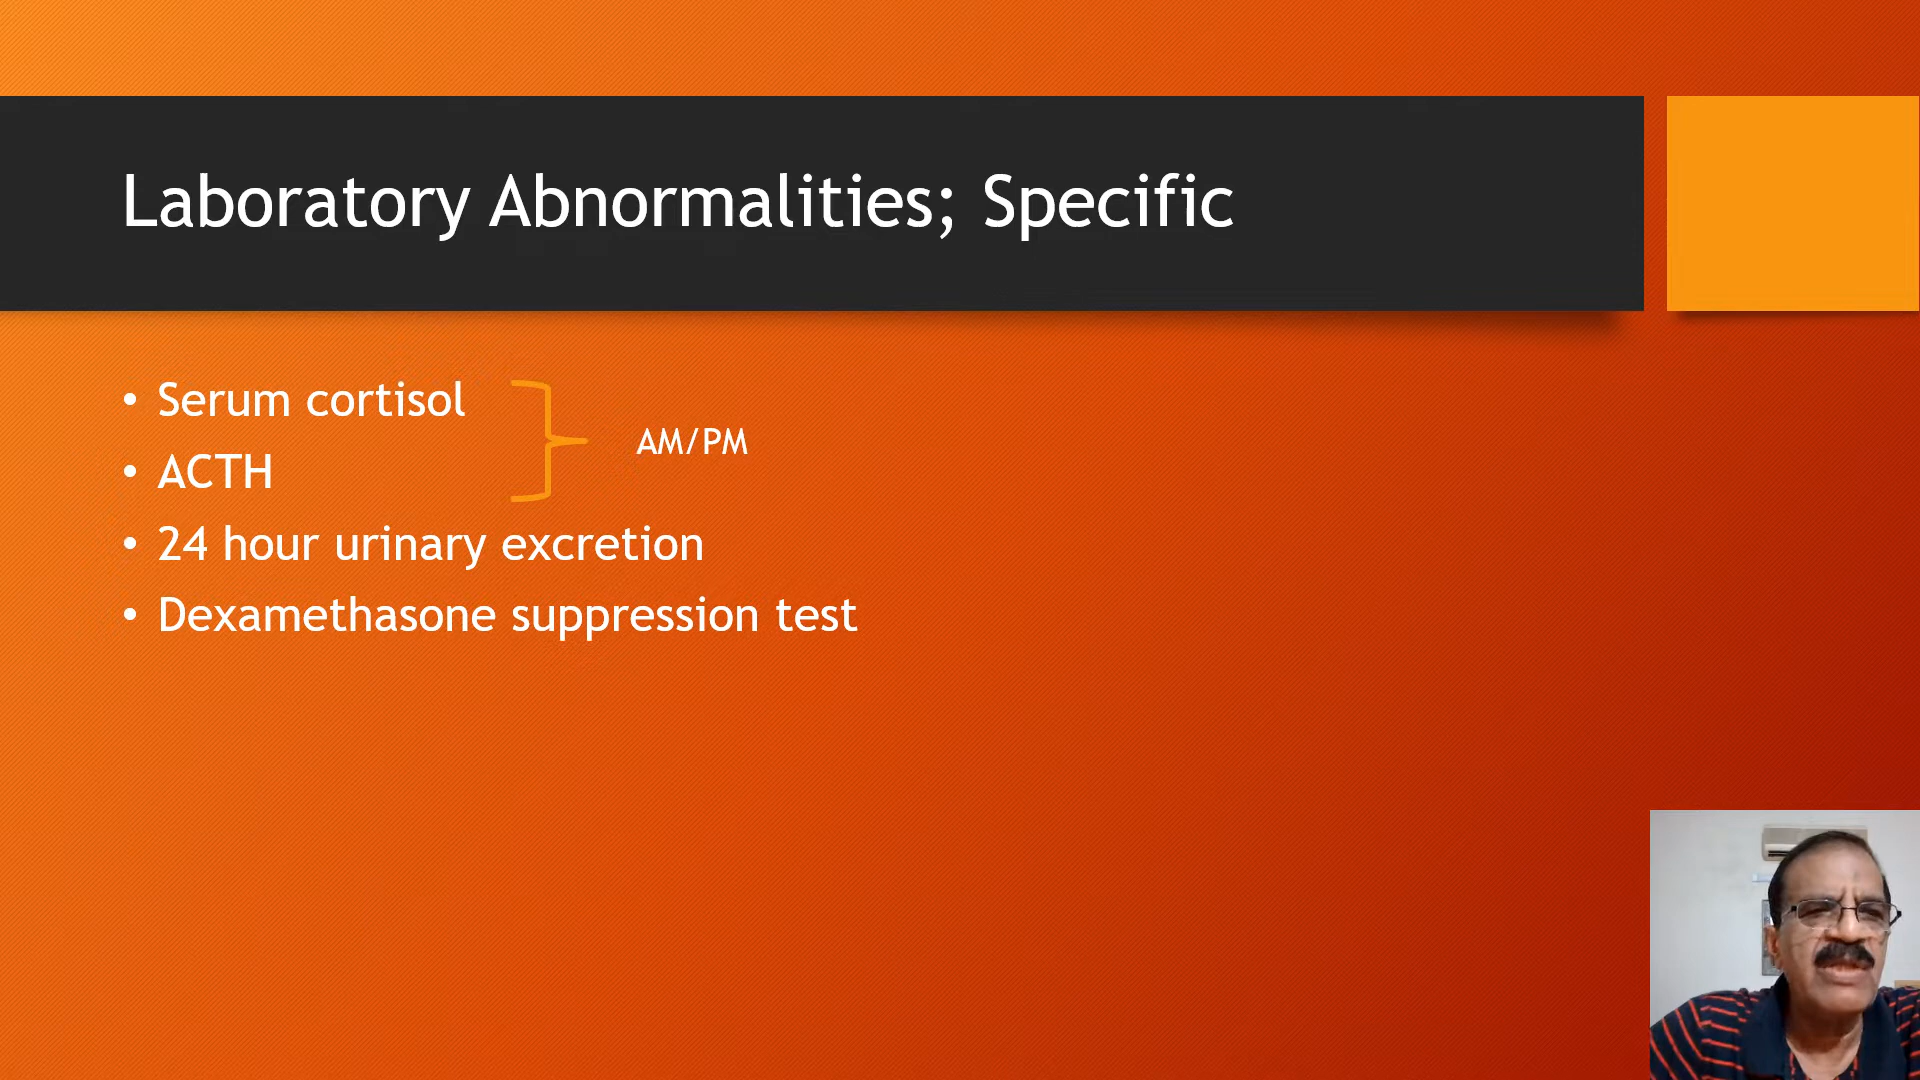 Laboratory Abnormalities; Specific
• Serum cortisol
• ACTH
AM/PM
• 24 hour urinary excretion
• Dexamethasone suppression test